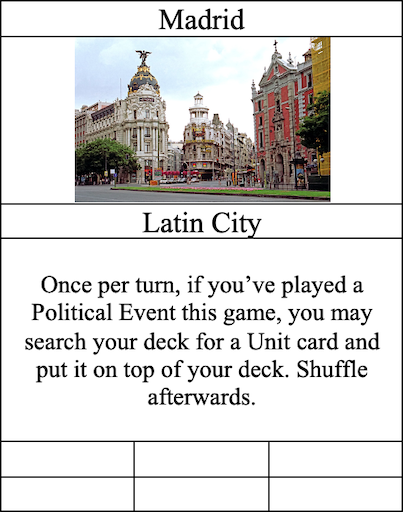 Madrid
Latin City
Once per turn, if you’ve played a
Political Event this game, you may
search your deck for a Unit card and
put it on top of your deck. Shuffle
afterwards.